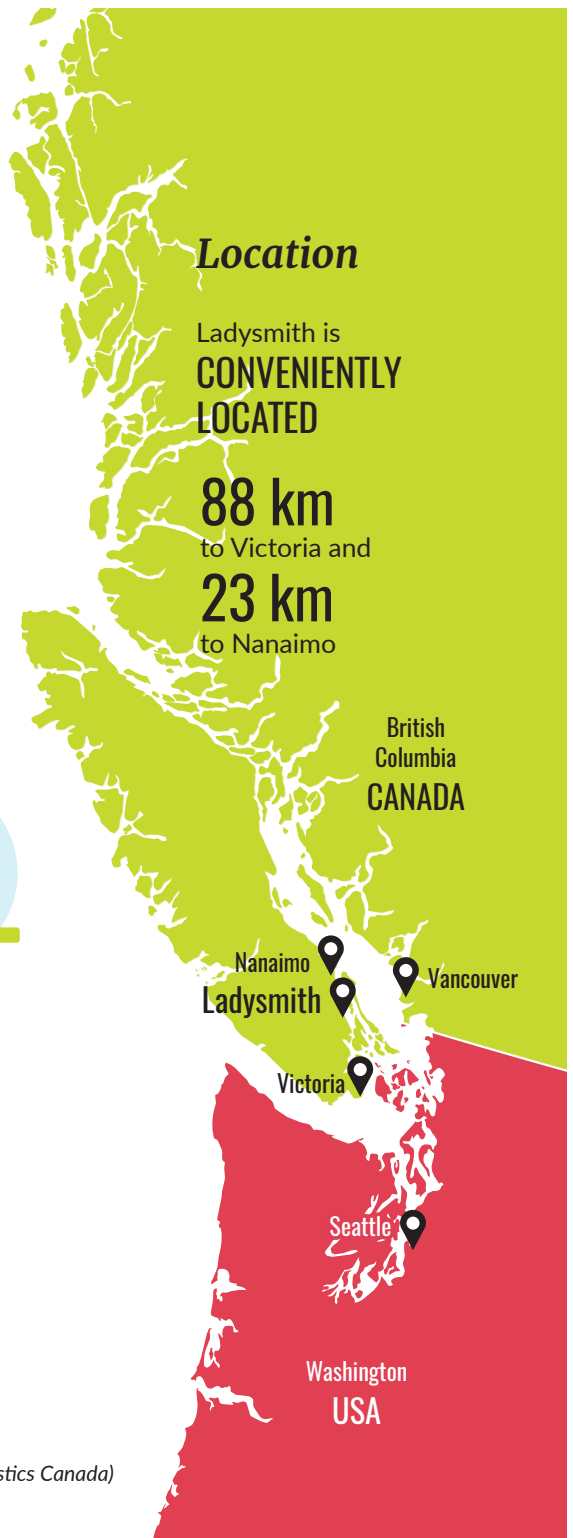 Location
Ladysmith is
CONVENIENTLY
LOCATED
88 km
to Victoria and
23 km
to Nanaimo
British
Columbia
CANADA
Nanaimo
Vancouver
Ladysmith
Victoria
Seattle
Washington
USA
stics Canada)